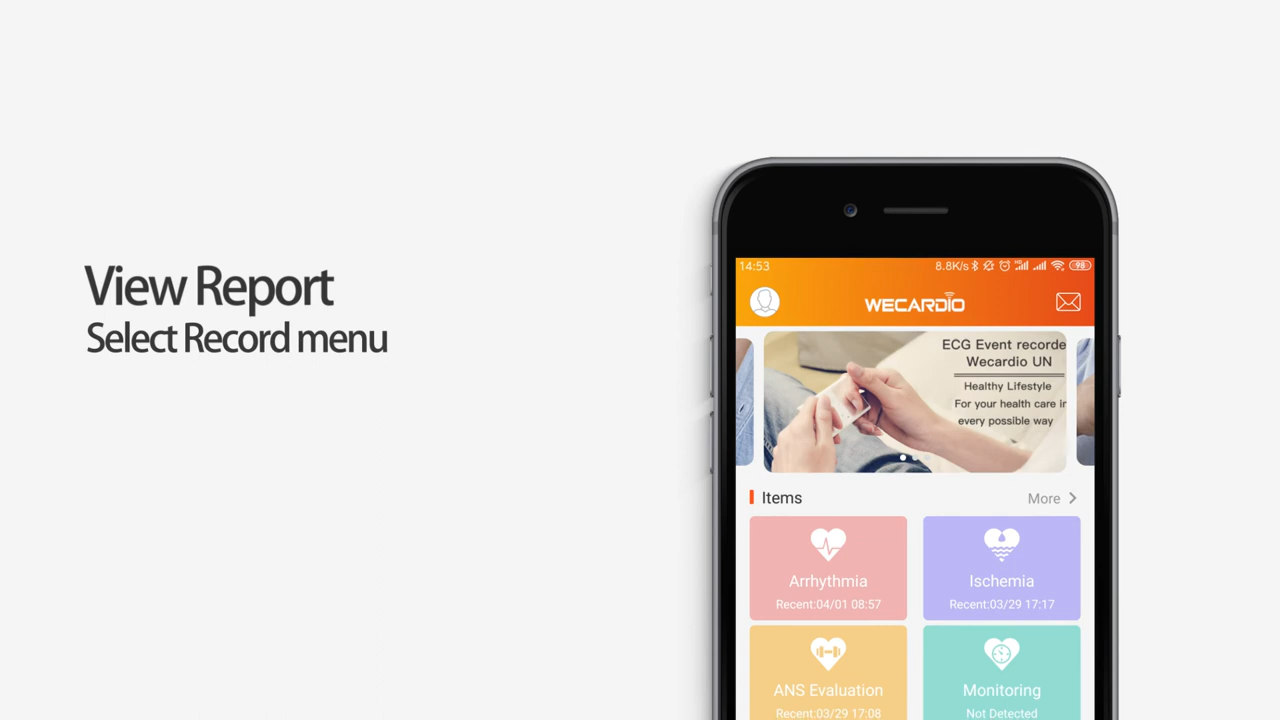 View Report
Select Record menu
14:53
8.8K/s
98
WECARDIO
ECG Event recorde
Wecardio UN
Healthy Lifestyle
For your health care in
every possible way
Items
More
Arrhythmia
Recent:04/01 08:57
Ischemia
Recent:03/29 17:17
ANS Evaluation
Recent:03/29 17:08
Monitoring
Not Detected